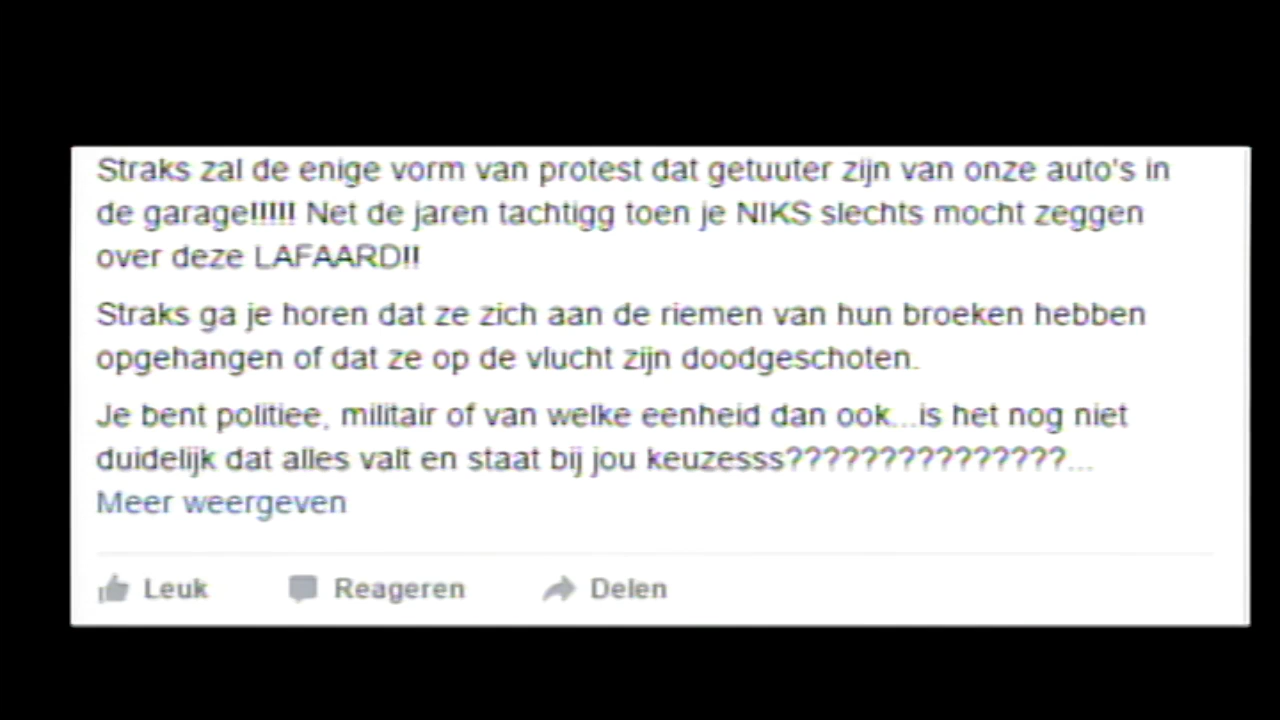 Straks zal de enige vorm van protest dat getuuter zijn van onze auto's in
de garage!!!!! Net de jaren tachtigg toen je NIKS slechts mocht zeggen
over deze LAFAARD!!
Straks ga je horen dat ze zich aan de riemen van hun broeken hebben
opgehangen of dat ze op de vlucht zijn doodgeschoten.
Je bent politiee, militair of van welke eenheid dan ook...is het nog niet
duidelijk dat alles valt en staat bij jou keuzesss???????????????...
Meer weergeven
Leuk Reageren Delen